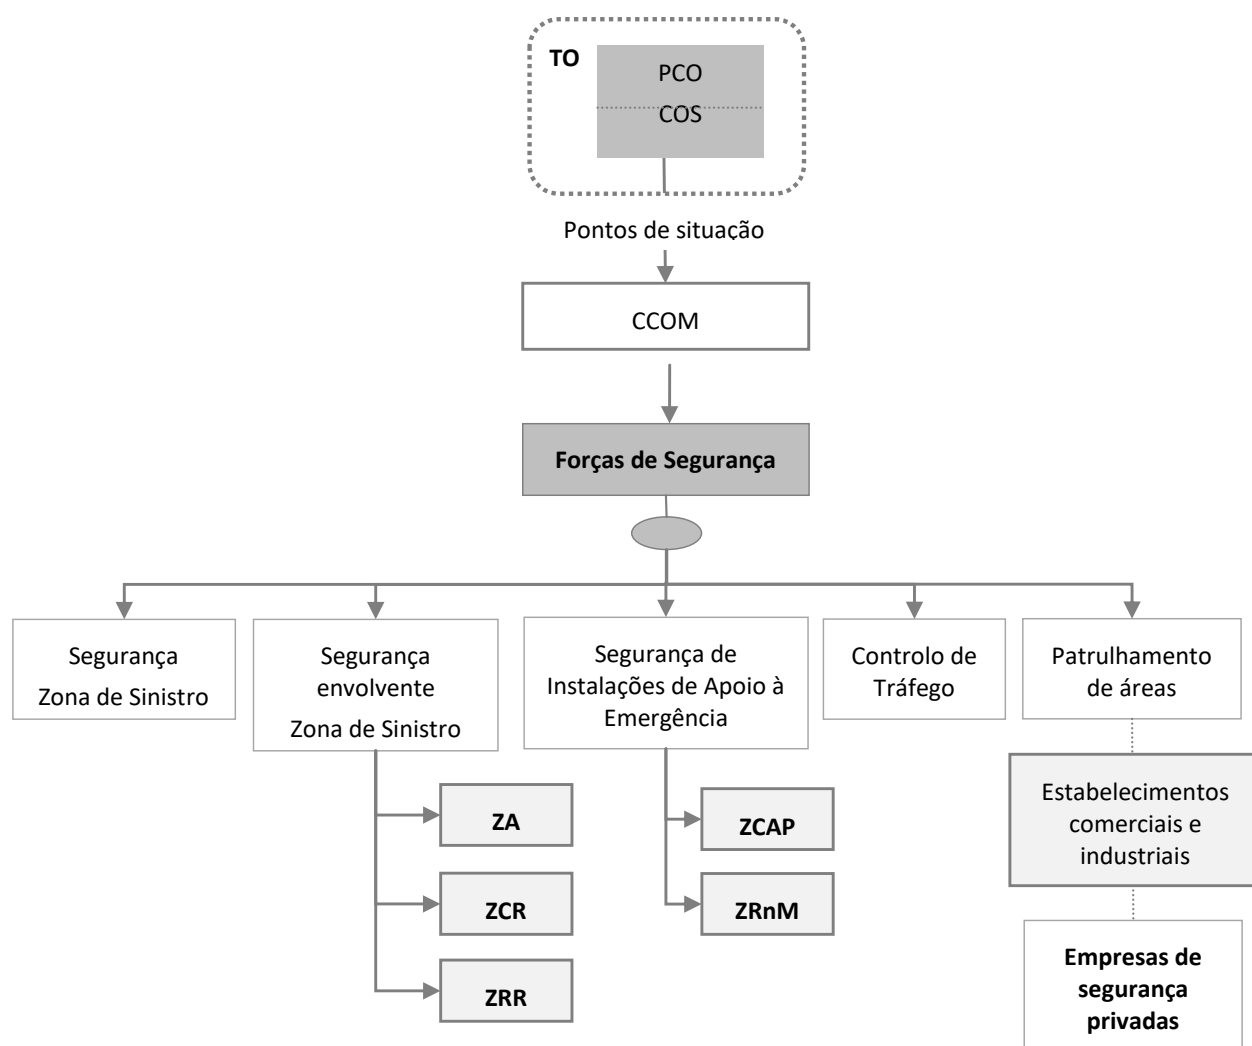 TO
PCO
COS
Pontos de situação
CCOM
Forças de Segurança
Segurança
Zona de Sinistro
Segurança
envolvente
Zona de Sinistro
Segurança de
Instalações de Apoio à
Emergência
Controlo de
Tráfego
Patrulhamento
de áreas
ZA
ZCR
ZRR
ZCAP
ZRnM
Estabelecimentos
comerciais e
industriais
Empresas de
segurança
privadas